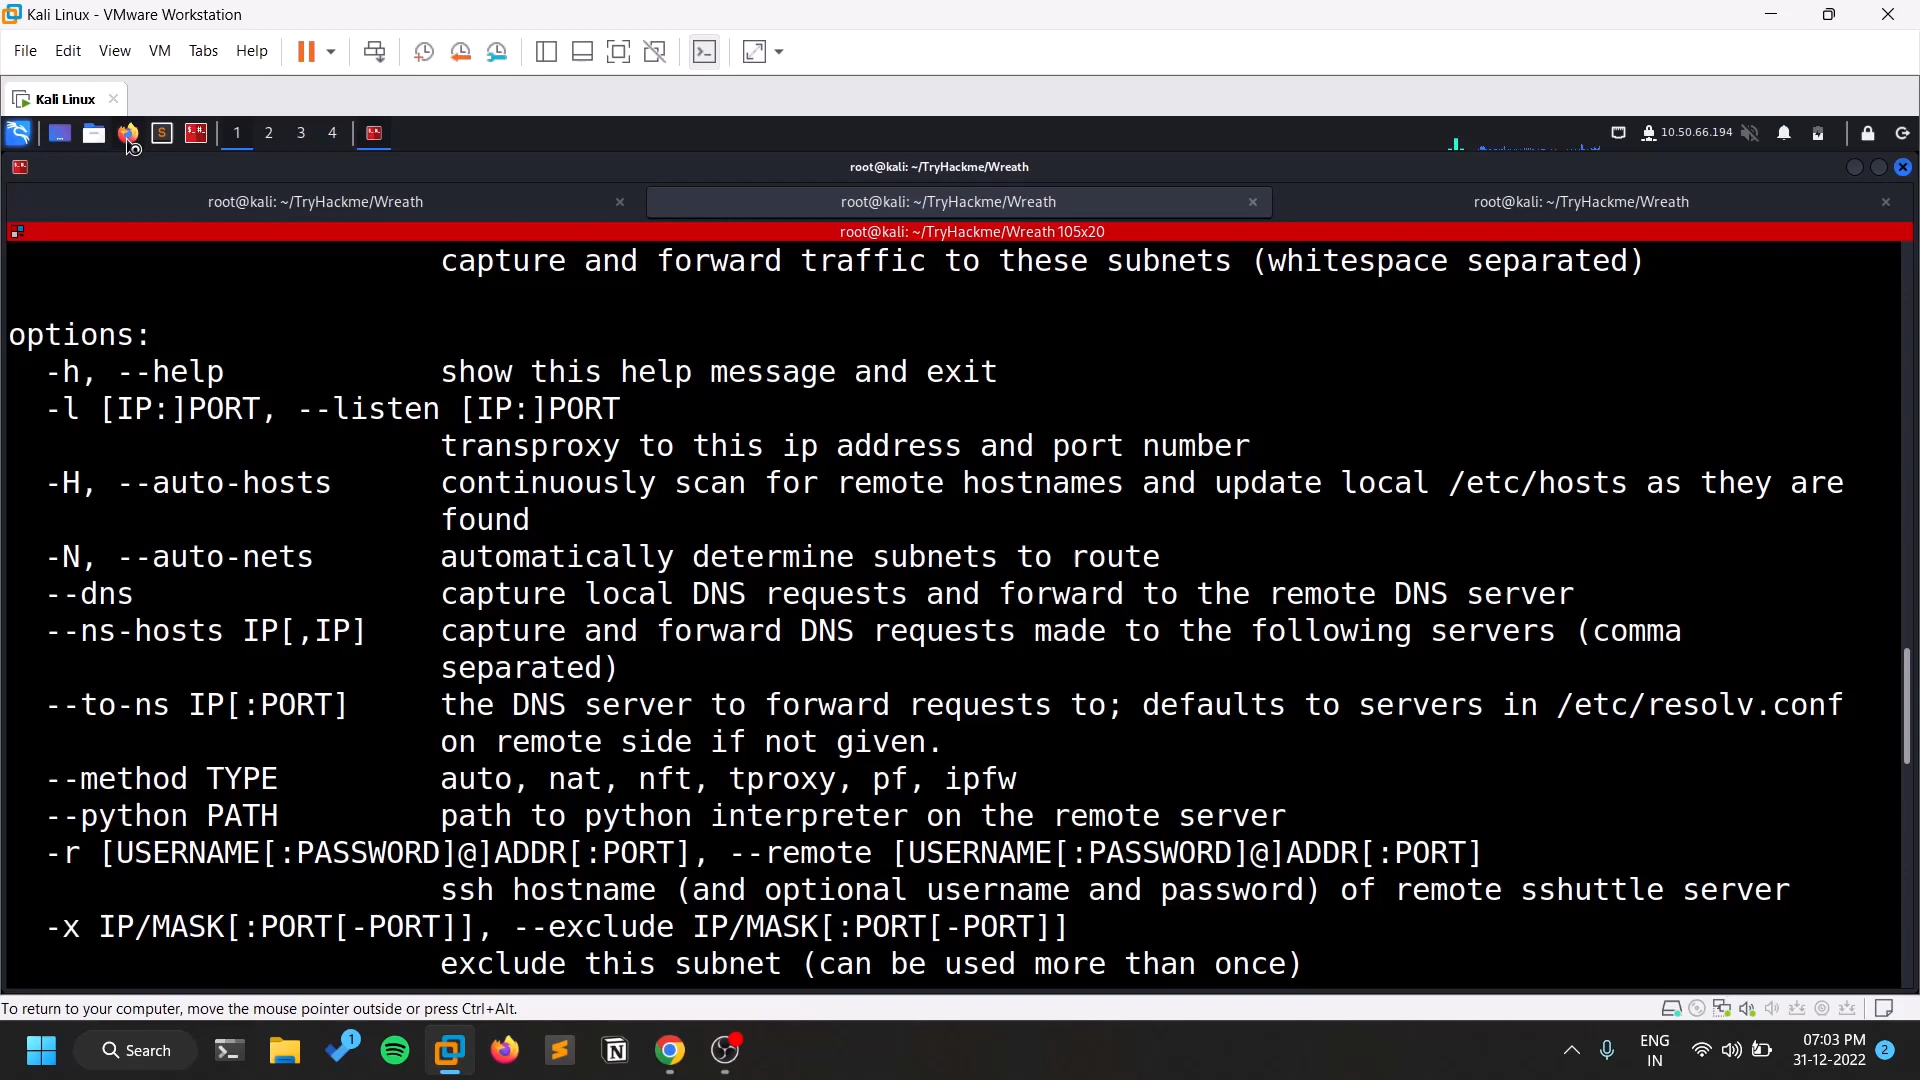 Kali Linux - VMware Workstation
File Edit View VM Tabs Help
Kali Linux
1 2 3 4
10.50.66.194
root@kali: ~/TryHackme/Wreath
root@kali: ~/TryHackme/Wreath root@kali: ~/TryHackme/Wreath root@kali: ~/TryHackme/Wreath
root@kali: ~/TryHackme/Wreath 105x20
capture and forward traffic to these subnets (whitespace separated)
options:
-h, --help show this help message and exit
-l [IP:]PORT, --listen [IP:]PORT
transproxy to this ip address and port number
-H, --auto-hosts continuously scan for remote hostnames and update local /etc/hosts as they are
found
-N, --auto-nets automatically determine subnets to route
--dns capture local DNS requests and forward to the remote DNS server
--ns-hosts IP[,IP] capture and forward DNS requests made to the following servers (comma
separated)
--to-ns IP[:PORT] the DNS server to forward requests to; defaults to servers in /etc/resolv.conf
on remote side if not given.
--method TYPE auto, nat, nft, tproxy, pf, ipfw
--python PATH path to python interpreter on the remote server
-r [USERNAME[:PASSWORD]@]ADDR[:PORT], --remote [USERNAME[:PASSWORD]@]ADDR[:PORT]
ssh hostname (and optional username and password) of remote sshuttle server
-x IP/MASK[:PORT[-PORT]], --exclude IP/MASK[:PORT[-PORT]]
exclude this subnet (can be used more than once)
To return to your computer, move the mouse pointer outside or press Ctrl+Alt.
Search
1
ENG
IN
07:03 PM
31-12-2022
2